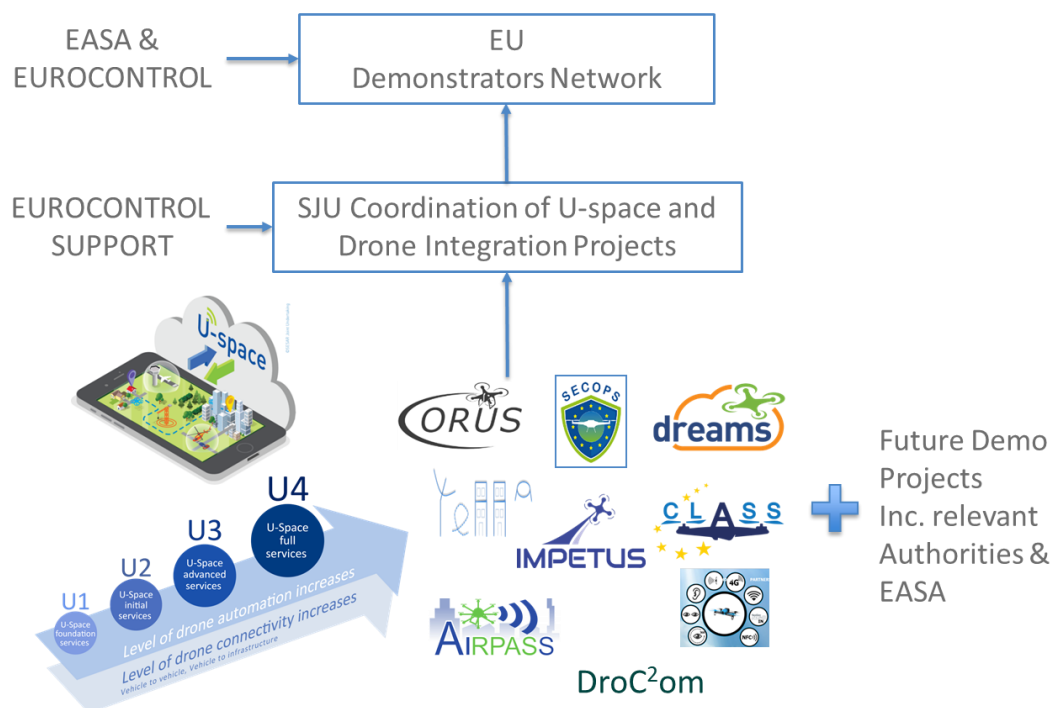 EASA &
EUROCONTROL
EU
Demonstrators Network
EUROCONTROL
SUPPORT
SJU Coordination of U-space and
Drone Integration Projects
U-space
CORUS
SECOPS
dreams
IMPETUS
CLASS
AIRPASS
4G
NFC
DroC²om
Future Demo
Projects
Inc. relevant
Authorities &
EASA
U1
U-Space
foundation
services
U2
U-Space
initial
services
U3
U-Space
advanced
services
U4
U-Space
full
services
Level of drone automation increases
Level of drone connectivity increases
Vehicle to vehicle, Vehicle to infrastructure